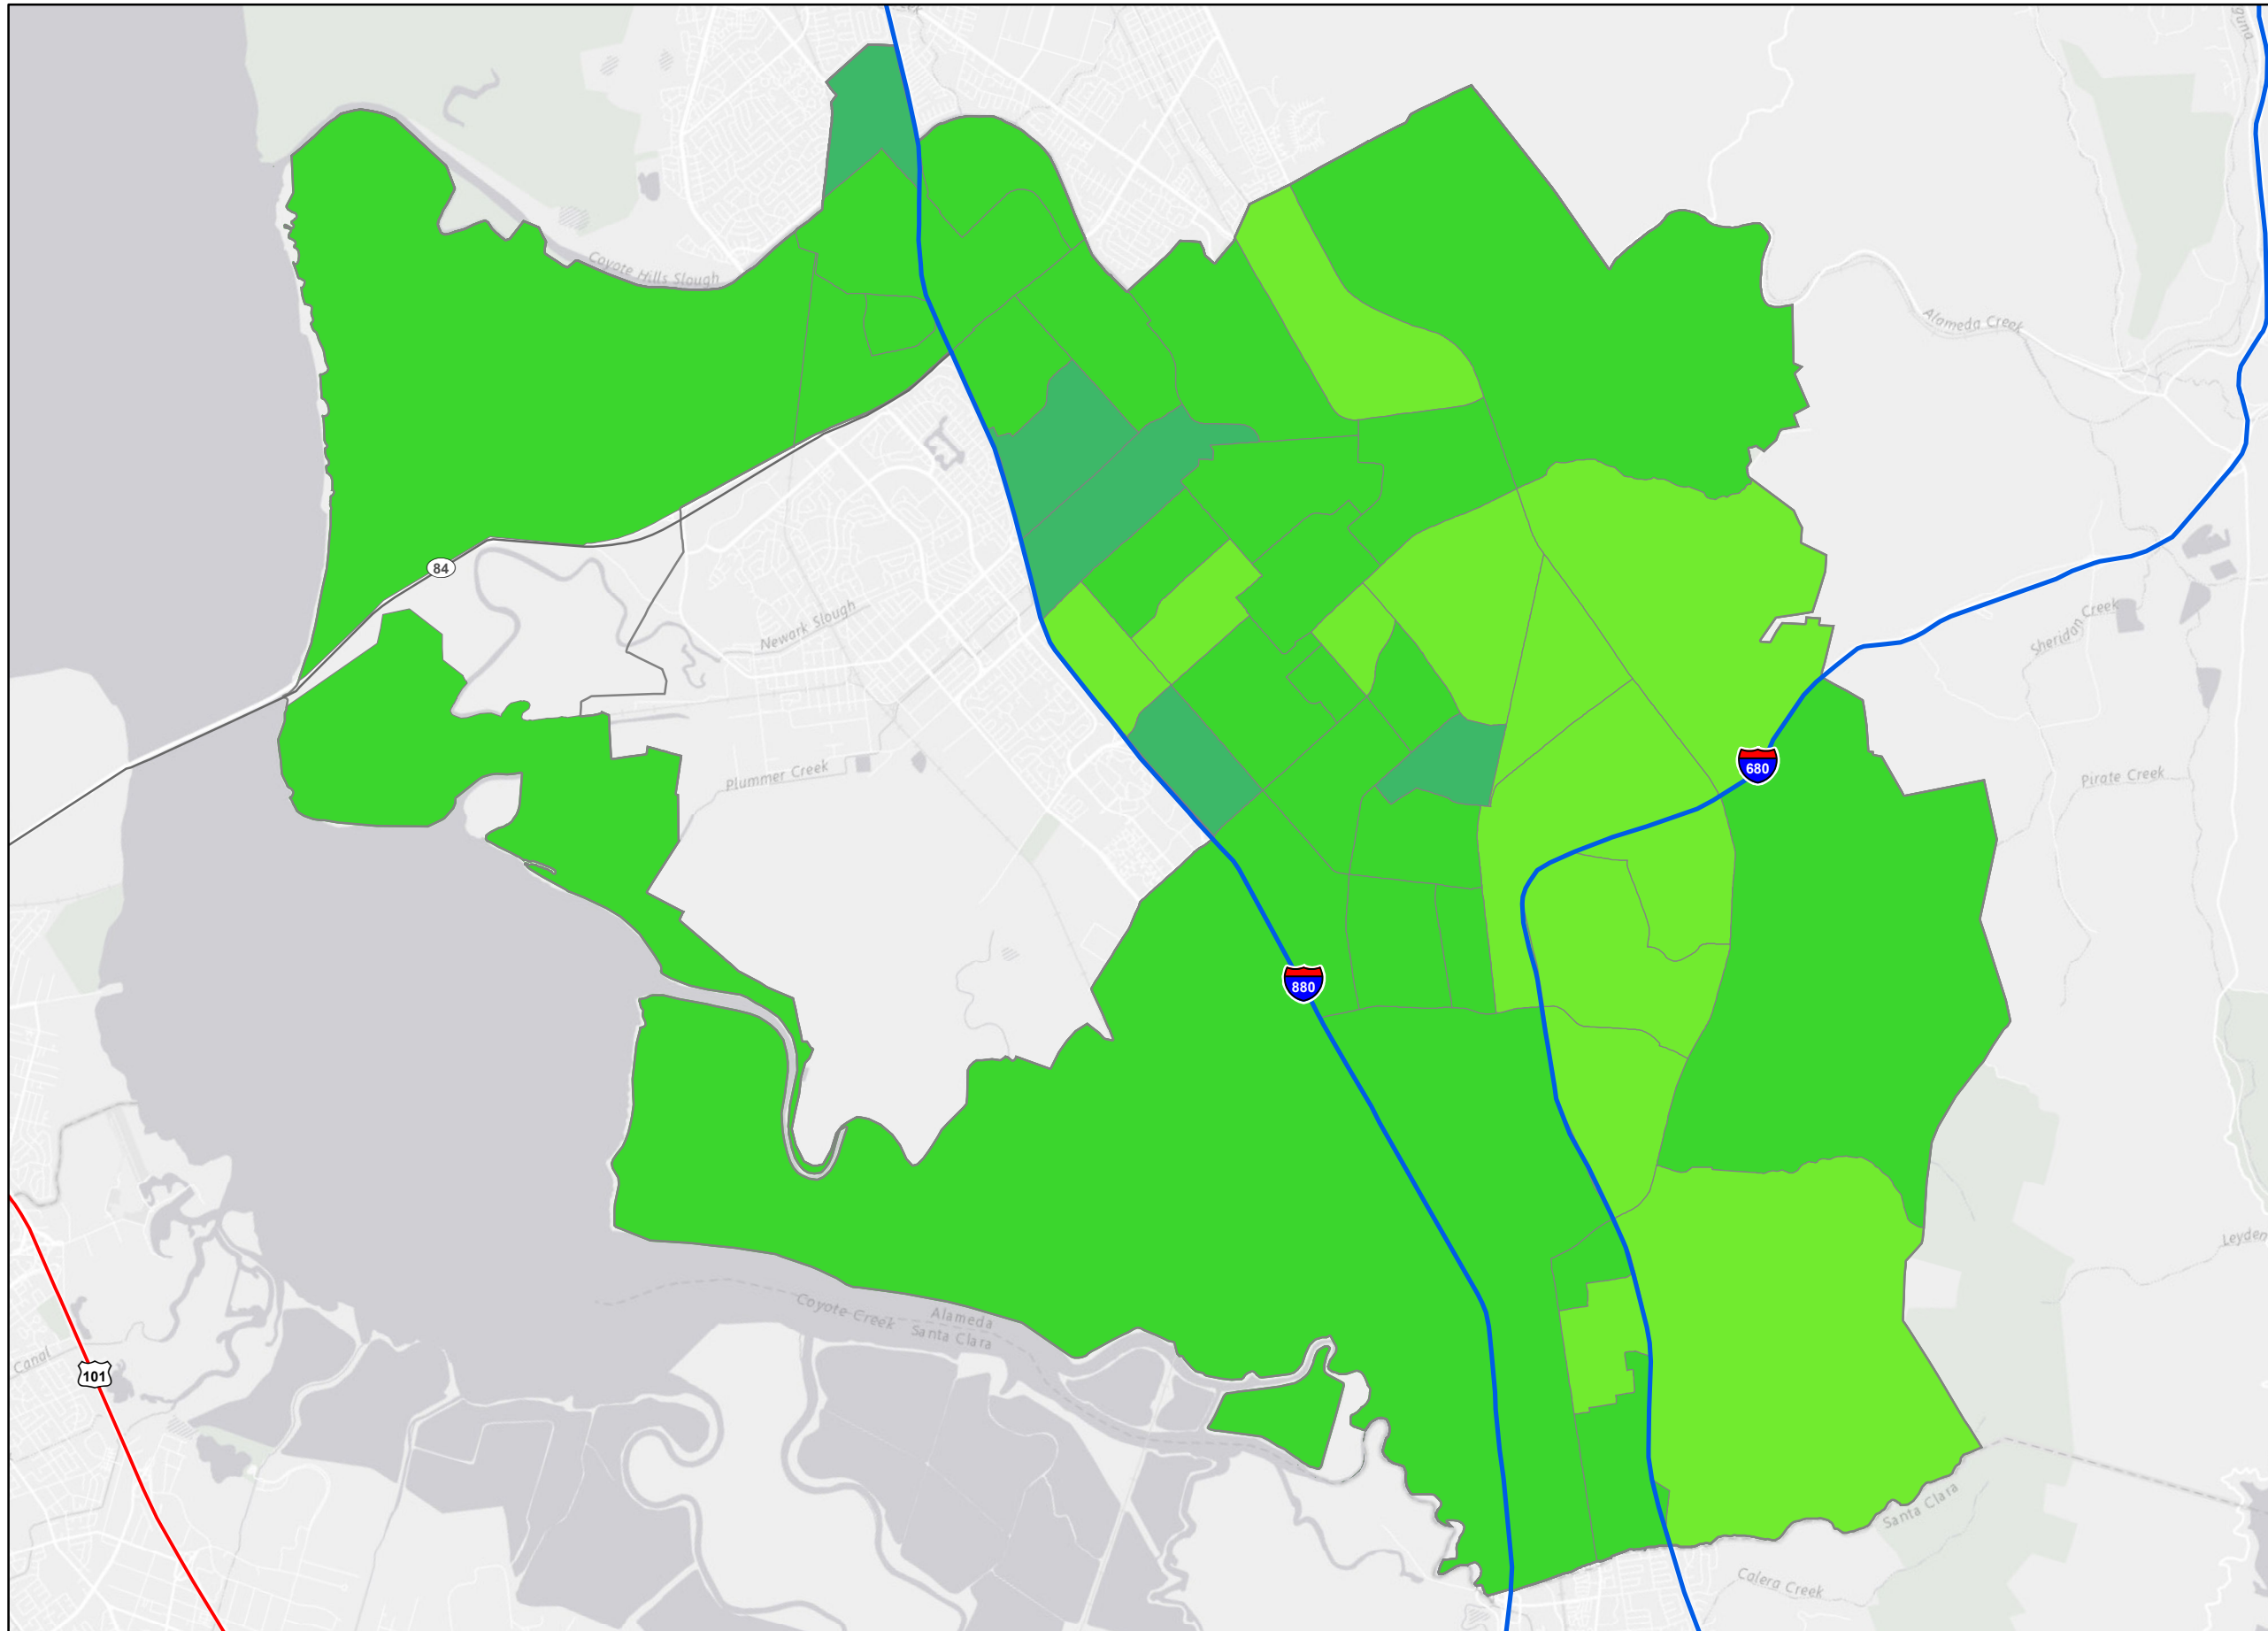 Coyote Hills Slough
Alameda Creek
84
Newark Slough
Sheridan Creek
680
Plummer Creek
Pirate Creek
880
Leyden
Coyote Creek
Alameda
Santa Clara
Canal
101
Santa Clara
Calera Creek